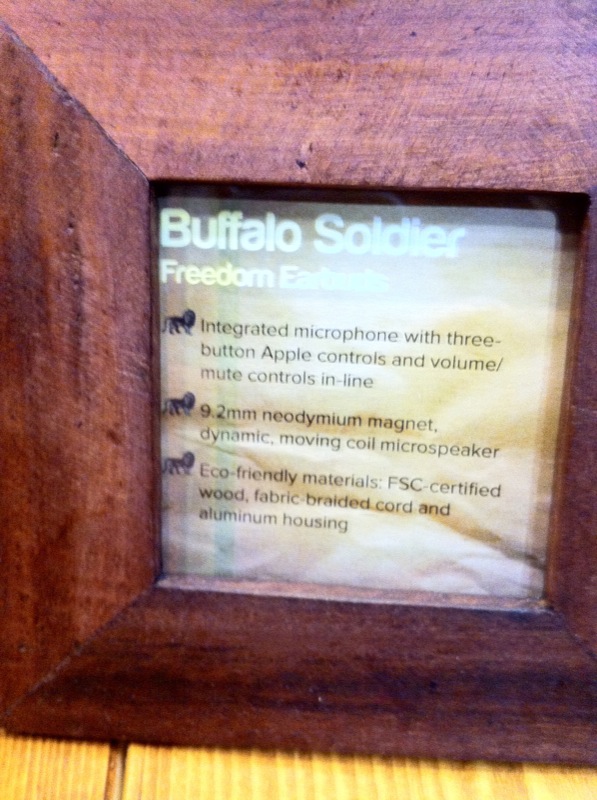 Buffalo Soldier
Freedom
Integrated microphone with three-
button Apple controls and volume/
mute controls in-line
9.2mm neodymium magnet,
dynamic, moving coil microspeaker
Eco-friendly materials: FSC-certified
wood, fabric-braided cord and
aluminum housing